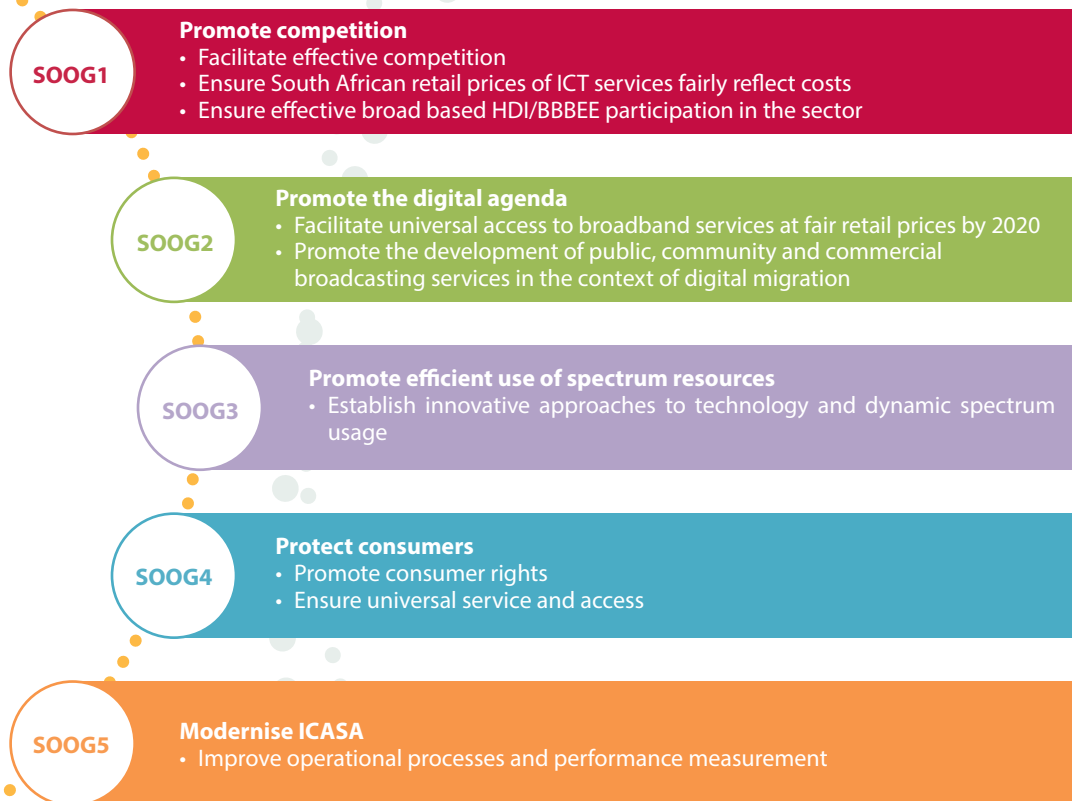 SOOG1
Promote competition
• Facilitate effective competition
• Ensure South African retail prices of ICT services fairly reflect costs
• Ensure effective broad based HDI/BBBEE participation in the sector
SOOG2
Promote the digital agenda
• Facilitate universal access to broadband services at fair retail prices by 2020
• Promote the development of public, community and commercial
broadcasting services in the context of digital migration
SOOG3
Promote efficient use of spectrum resources
• Establish innovative approaches to technology and dynamic spectrum
usage
SOOG4
Protect consumers
• Promote consumer rights
• Ensure universal service and access
SOOG5
Modernise ICASA
• Improve operational processes and performance measurement